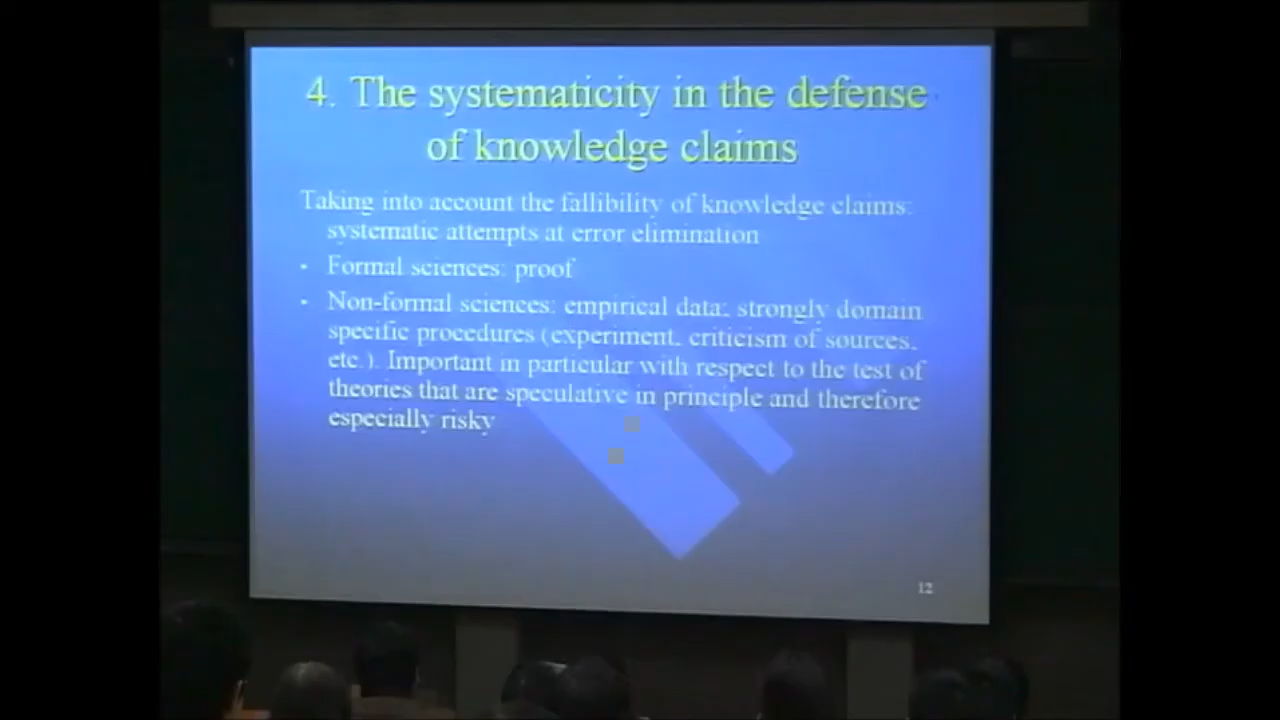 4. The systematicity in the defense
of knowledge claims
Taking into account the fallibility of knowledge claims:
systematic attempts at error elimination
- Formal sciences: proof
- Non-formal sciences: empirical data; strongly domain
specific procedures (experiment, criticism of sources,
etc.). Important in particular with respect to the test of
theories that are speculative in principle and therefore
especially risky
12